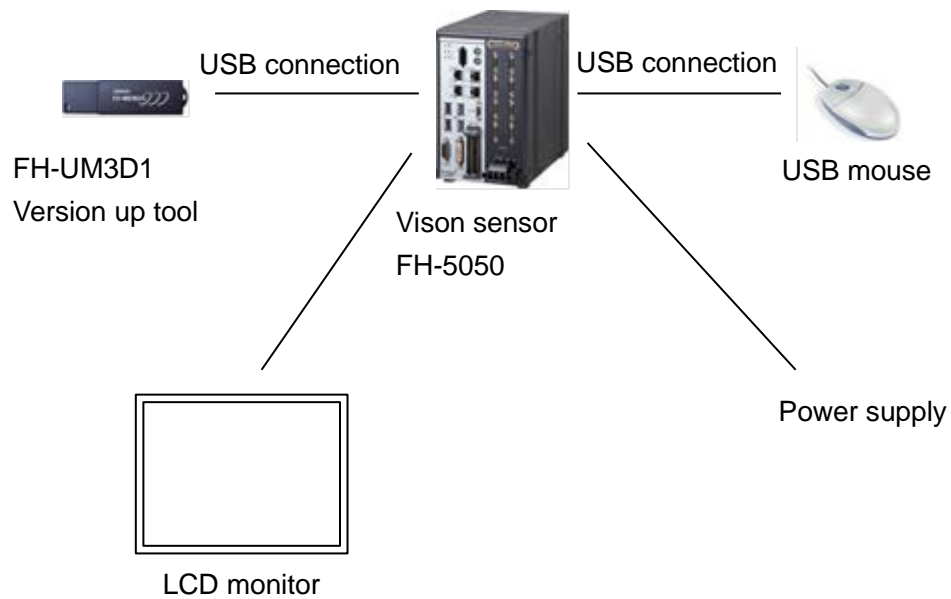 USB connection
USB connection
FH-UM3D1
Version up tool
USB mouse
Vison sensor
FH-5050
Power supply
LCD monitor